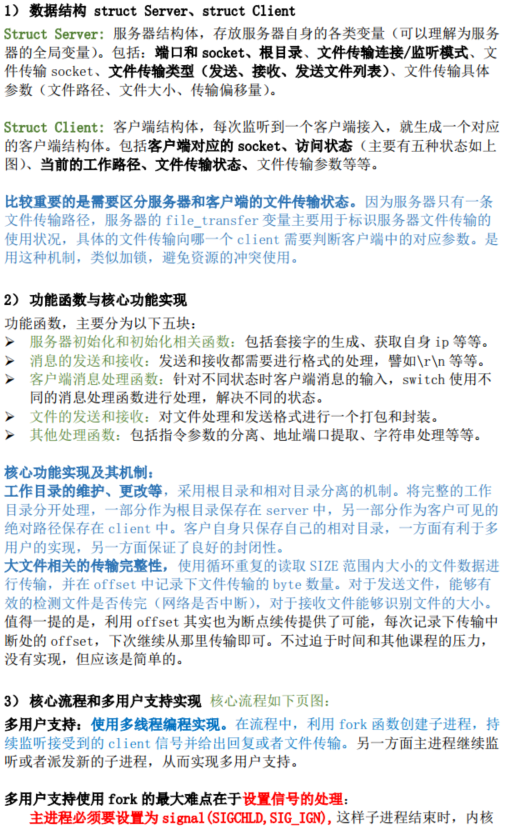 1） 数据结构 struct Server、struct Client
Struct Server: 服务器结构体，存放服务器自身的各类变量（可以理解为服务
器的全局变量）。包括：端口和 socket、根目录、文件传输连接/监听模式、文
件传输 socket、文件传输类型（发送、接收、发送文件列表）、文件传输具体
参数（文件路径、文件大小、传输偏移量）。
Struct Client: 客户端结构体，每次监听到一个客户端接入，就生成一个对应
的客户端结构体。包括客户端对应的 socket、访问状态（主要有五种状态如上
图）、当前的工作路径、文件传输状态、文件传输参数等等。
比较重要的是需要区分服务器和客户端的文件传输状态。因为服务器只有一条
文件传输路径，服务器的 file_transfer 变量主要用于标识服务器文件传输的
使用状况，具体的文件传输向哪一个 client 需要判断客户端中的对应参数。是
用这种机制，类似加锁，避免资源的冲突使用。
2） 功能函数与核心功能实现
功能函数，主要分为以下五块：
➢ 服务器初始化和初始化相关函数：包括套接字的生成、获取自身 ip 等等。
➢ 消息的发送和接收：发送和接收都需要进行格式的处理，譬如\r\n 等等。
➢ 客户端消息处理函数：针对不同状态时客户端消息的输入，switch 使用不
同的消息处理函数进行处理，解决不同的状态。
➢ 文件的发送和接收：对文件处理和发送格式进行一个打包和封装。
➢ 其他处理函数：包括指令参数的分离、地址端口提取、字符串处理等等。
核心功能实现及其机制：
工作目录的维护、更改等，采用根目录和相对目录分离的机制。将完整的工作
目录分开处理，一部分作为根目录保存在 server 中，另一部分作为客户可见的
绝对路径保存在 client 中。客户自身只保存自己的相对目录，一方面有利于多
用户的实现，另一方面保证了良好的封闭性。
大文件相关的传输完整性，使用循环重复的读取 SIZE 范围内大小的文件数据进
行传输，并在 offset 中记录下文件传输的 byte 数量。对于发送文件，能够有
效的检测文件是否传完（网络是否中断），对于接收文件能够识别文件的大小。
值得一提的是，利用 offset 其实也为断点续传提供了可能，每次记录下传输中
断处的 offset，下次继续从那里传输即可。不过迫于时间和其他课程的压力，
没有实现，但应该是简单的。
3） 核心流程和多用户支持实现 核心流程如下页图：
多用户支持：使用多线程编程实现。在流程中，利用 fork 函数创建子进程，持
续监听接受到的 client 信号并给出回复或者文件传输。另一方面主进程继续监
听或者派发新的子进程，从而实现多用户支持。
多用户支持使用 fork 的最大难点在于设置信号的处理：
主进程必须要设置为 signal(SIGCHLD,SIG_IGN)，这样子进程结束时，内核